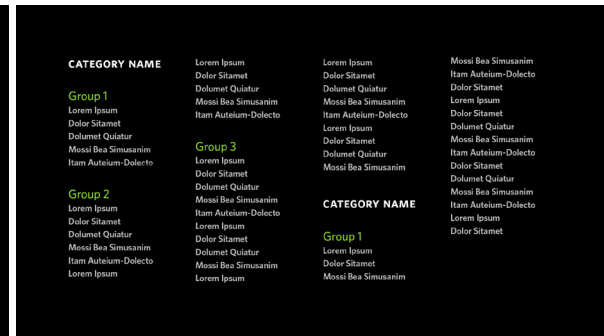 CATEGORY NAME
Group 1
Lorem Ipsum
Dolor Sitamet
Dolumet Quiatur
Mossi Bea Simusanim
Itam Auteium-Dolecto
Group 2
Lorem Ipsum
Dolor Sitamet
Dolumet Quiatur
Mossi Bea Simusanim
Itam Auteium-Dolecto
Lorem Ipsum
Lorem Ipsum
Dolor Sitamet
Dolumet Quiatur
Mossi Bea Simusanim
Itam Auteium-Dolecto
Group 3
Lorem Ipsum
Dolor Sitamet
Dolumet Quiatur
Mossi Bea Simusanim
Itam Auteium-Dolecto
Lorem Ipsum
Dolor Sitamet
Dolumet Quiatur
Mossi Bea Simusanim
Lorem Ipsum
Lorem Ipsum
Dolor Sitamet
Dolumet Quiatur
Mossi Bea Simusanim
Itam Auteium-Dolecto
Lorem Ipsum
Dolor Sitamet
Dolumet Quiatur
Mossi Bea Simusanim
CATEGORY NAME
Group 1
Lorem Ipsum
Dolor Sitamet
Mossi Bea Simusanim
Mossi Bea Simusanim
Itam Auteium-Dolecto
Dolor Sitamet
Lorem Ipsum
Dolor Sitamet
Dolumet Quiatur
Mossi Bea Simusanim
Itam Auteium-Dolecto
Dolor Sitamet
Dolumet Quiatur
Mossi Bea Simusanim
Itam Auteium-Dolecto
Lorem Ipsum
Dolor Sitamet